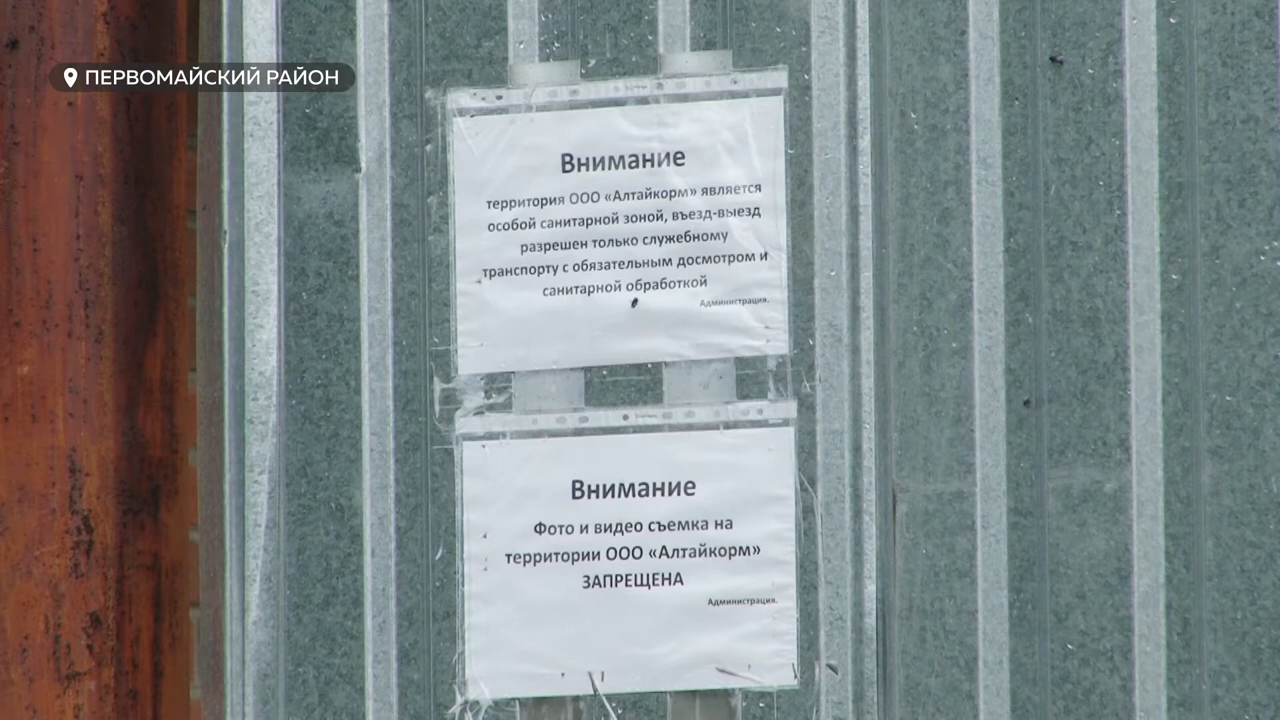 ПЕРВОМАЙСКИЙ РАЙОН
Внимание
территория ООО «Алтайкорм» является
особой санитарной зоной, въезд-выезд
разрешен только служебному
транспорту с обязательным досмотром и
санитарной обработкой
Администрация.
Внимание
Фото и видео съемка на
территории ООО «Алтайкорм»
ЗАПРЕЩЕНА
Администрация.